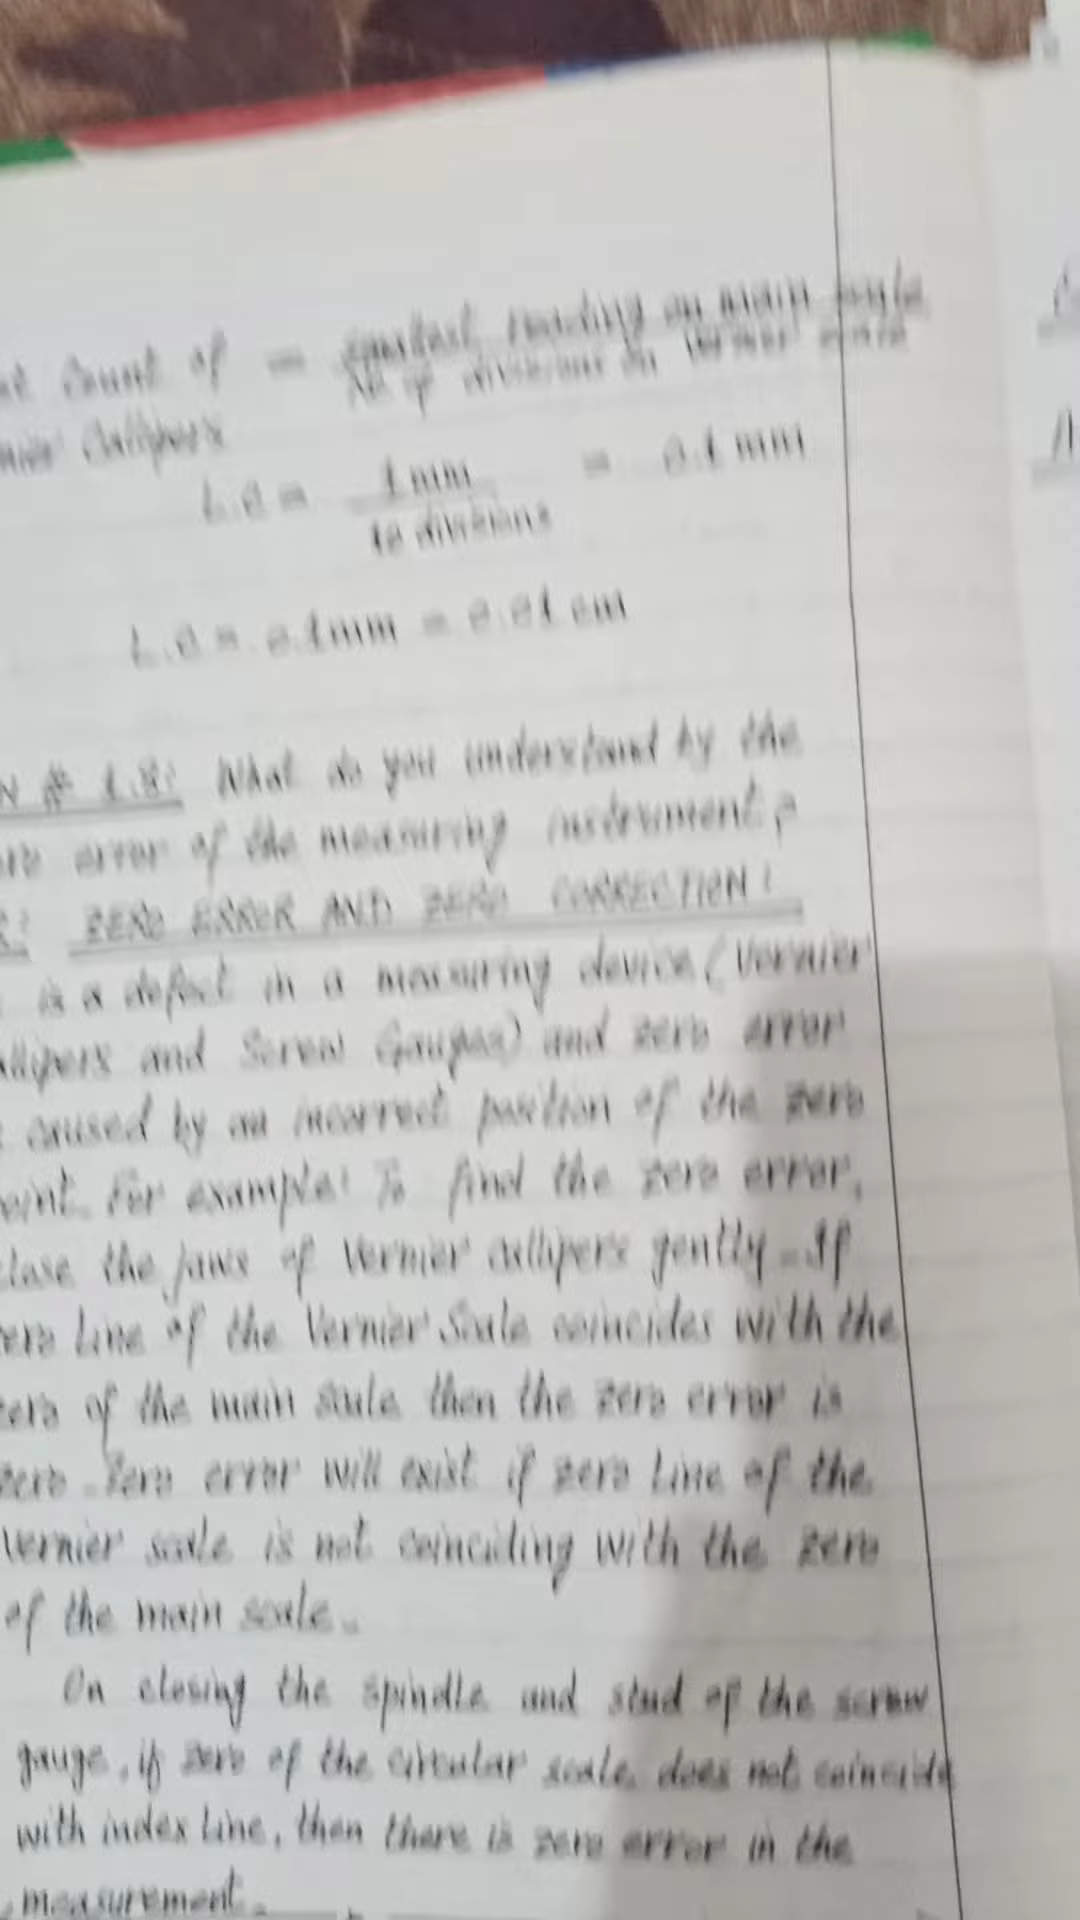 Count of = smallest reading on main scale
No of divisions on vernier scale
Callipers
L.C = 1 mm = 0.1 mm
10 divisions
L.C = 0.1mm = 0.01 cm
# 1.8: What do you understand by the
error of the measuring instrument?
ZERO ERROR AND ZERO CORRECTION:
is a defect in a measuring device (Vernier
and Screw Gauges) and zero error
caused by an incorrect position of the zero
For example: To find the zero error,
the jaws of Vernier callipers gently. If
Line of the Vernier Scale coincides with the
of the main scale then the zero error is
zero. Zero error will exist if zero Line of the
Vernier scale is not coinciding with the zero
of the main scale.
On closing the spindle and stud of the screw
gauge, if zero of the circular scale does not coincide
with index Line, then there is zero error in the
measurement.